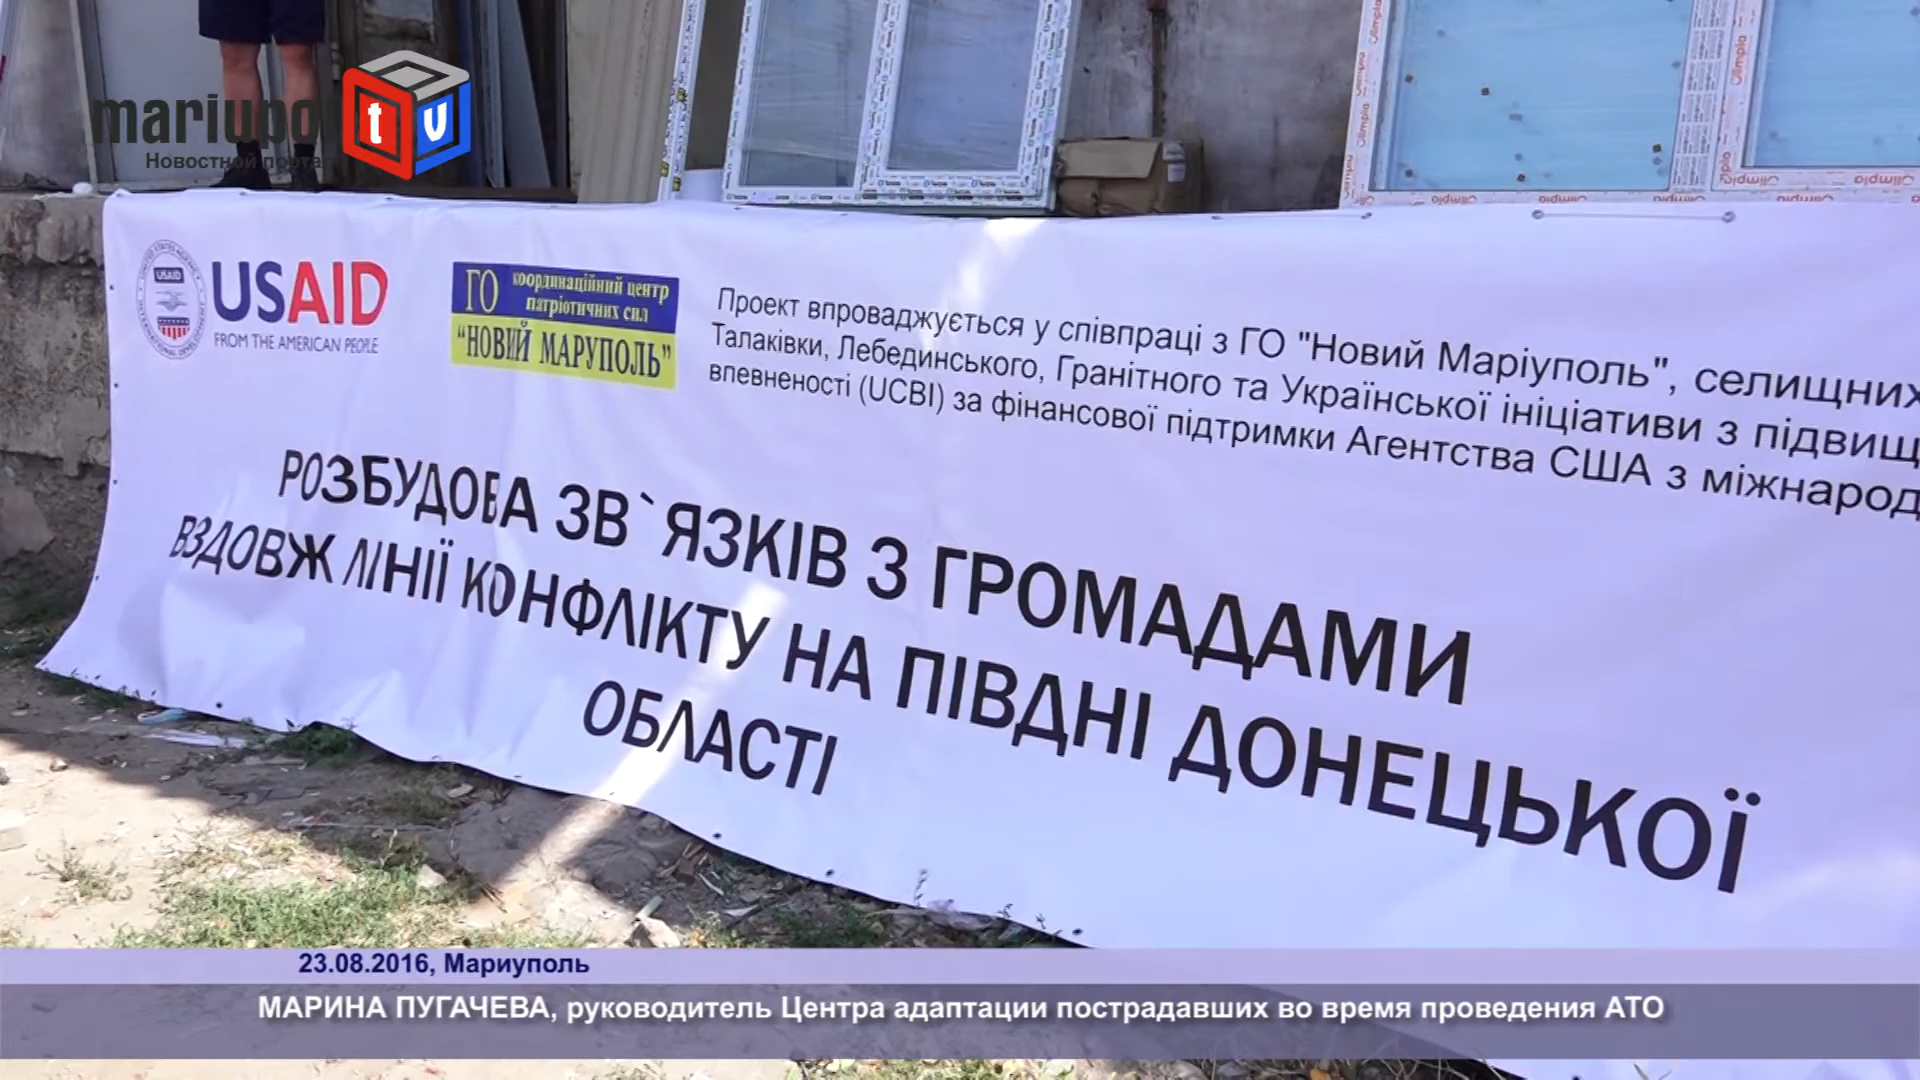 mariupol tv
Новостной портал
USAID
USAID
FROM THE AMERICAN PEOPLE
ГО координаційний центр
патріотичних сил
"НОВИЙ МАРУПОЛЬ"
Проект впроваджується у співпраці з ГО "Новий Маріуполь", селищних
Талаківки, Лебединського, Гранітного та Української ініціативи з підвищ
впевненості (UCBI) за фінансової підтримки Агентства США з міжнарод
РОЗБУДОВА ЗВ`ЯЗКІВ З ГРОМАДАМИ
ВЗДОВЖ ЛІНІЇ КОНФЛІКТУ НА ПІВДНІ ДОНЕЦЬКОЇ
ОБЛАСТІ
Olimpia
23.08.2016, Мариуполь
МАРИНА ПУГАЧЕВА, руководитель Центра адаптации пострадавших во время проведения АТО